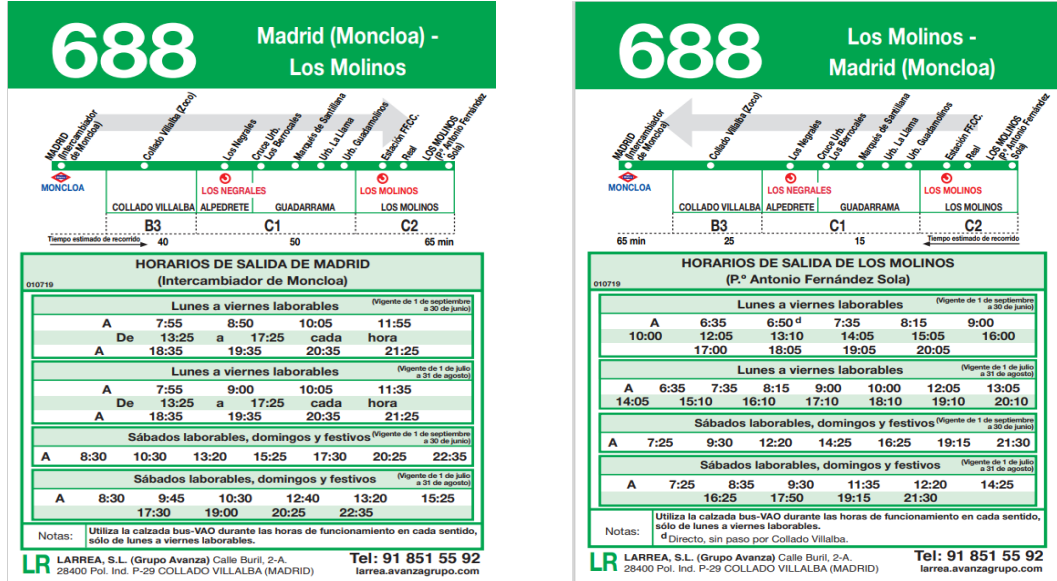 688
Madrid (Moncloa) -
Los Molinos
MADRID
(Intercambiador
de Moncloa)
Collado Villalba (Zoco)
Los Negrales
Cruce Urb.
Los Berrocales
Marqués de Santillana
Urb. La Llama
Urb. Guadamolinos
Estación FF.CC.
Real
LOS MOLINOS
(P.º Antonio Fernández
Sola)
MONCLOA
LOS NEGRALES
LOS MOLINOS
COLLADO VILLALBA ALPEDRETE GUADARRAMA LOS MOLINOS
B3 C1 C2
Tiempo estimado de recorrido 40 50 65 min
HORARIOS DE SALIDA DE MADRID
(Intercambiador de Moncloa)
010719
Lunes a viernes laborables (Vigente de 1 de septiembre
a 30 de junio)
A 7:55 8:50 10:05 11:55
De 13:25 a 17:25 cada hora
A 18:35 19:35 20:35 21:25
Lunes a viernes laborables (Vigente de 1 de julio
a 31 de agosto)
A 7:55 9:00 10:05 11:35
De 13:25 a 17:25 cada hora
A 18:35 19:35 20:35 21:25
Sábados laborables, domingos y festivos (Vigente de 1 de septiembre
a 30 de junio)
A 8:30 10:30 13:20 15:25 17:30 20:25 22:35
Sábados laborables, domingos y festivos (Vigente de 1 de julio
a 31 de agosto)
A 8:30 9:45 10:30 12:40 13:20 15:25
17:30 19:00 20:25 22:35
Notas: Utiliza la calzada bus-VAO durante las horas de funcionamiento en cada sentido,
sólo de lunes a viernes laborables.
LR LARREA, S.L. (Grupo Avanza) Calle Buril, 2-A.
28400 Pol. Ind. P-29 COLLADO VILLALBA (MADRID)
Tel: 91 851 55 92
larrea.avanzagrupo.com
688
Los Molinos -
Madrid (Moncloa)
MADRID
(Intercambiador
de Moncloa)
Collado Villalba (Zoco)
Los Negrales
Cruce Urb.
Los Berrocales
Marqués de Santillana
Urb. La Llama
Urb. Guadamolinos
Estación FF.CC.
Real
LOS MOLINOS
(P.º Antonio Fernández
Sola)
MONCLOA
LOS NEGRALES
LOS MOLINOS
COLLADO VILLALBA ALPEDRETE GUADARRAMA LOS MOLINOS
B3 C1 C2
65 min 25 15 Tiempo estimado de recorrido
HORARIOS DE SALIDA DE LOS MOLINOS
(P.º Antonio Fernández Sola)
010719
Lunes a viernes laborables (Vigente de 1 de septiembre
a 30 de junio)
A 6:35 6:50 d 7:35 8:15 9:00
10:00 12:05 13:10 14:05 15:05 16:00
17:00 18:05 19:05 20:05
Lunes a viernes laborables (Vigente de 1 de julio
a 31 de agosto)
A 6:35 7:35 8:15 9:00 10:00 12:05 13:05
14:05 15:10 16:10 17:10 18:10 19:10 20:10
Sábados laborables, domingos y festivos (Vigente de 1 de septiembre
a 30 de junio)
A 7:25 9:30 12:20 14:25 16:25 19:15 21:30
Sábados laborables, domingos y festivos (Vigente de 1 de julio
a 31 de agosto)
A 7:25 8:35 9:30 11:35 12:20 14:25
16:25 17:50 19:15 21:30
Notas: Utiliza la calzada bus-VAO durante las horas de funcionamiento en cada sentido,
sólo de lunes a viernes laborables.
d Directo, sin paso por Collado Villalba.
LR LARREA, S.L. (Grupo Avanza) Calle Buril, 2-A.
28400 Pol. Ind. P-29 COLLADO VILLALBA (MADRID)
Tel: 91 851 55 92
larrea.avanzagrupo.com